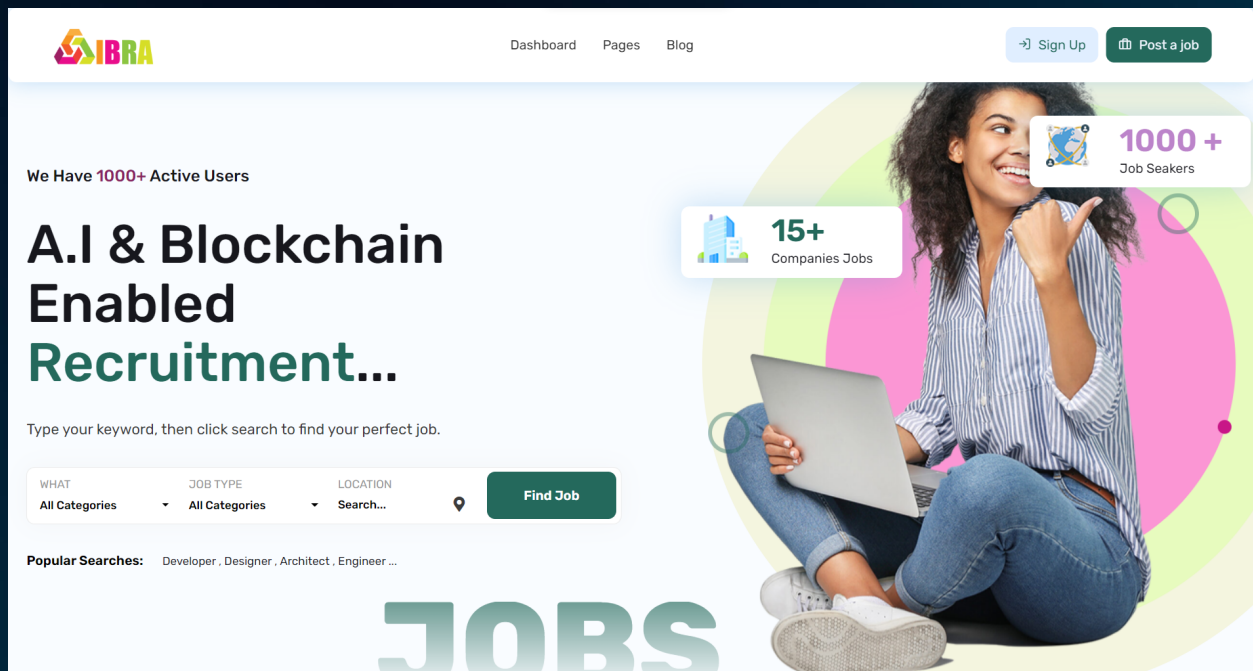 IBRA
Dashboard Pages Blog
Sign Up Post a job
1000 +
Job Seakers
We Have 1000+ Active Users
15+
Companies Jobs
A.I & Blockchain
Enabled
Recruitment...
Type your keyword, then click search to find your perfect job.
WHAT JOB TYPE LOCATION
All Categories All Categories Search...
Find Job
Popular Searches: Developer , Designer , Architect , Engineer ...
JOBS